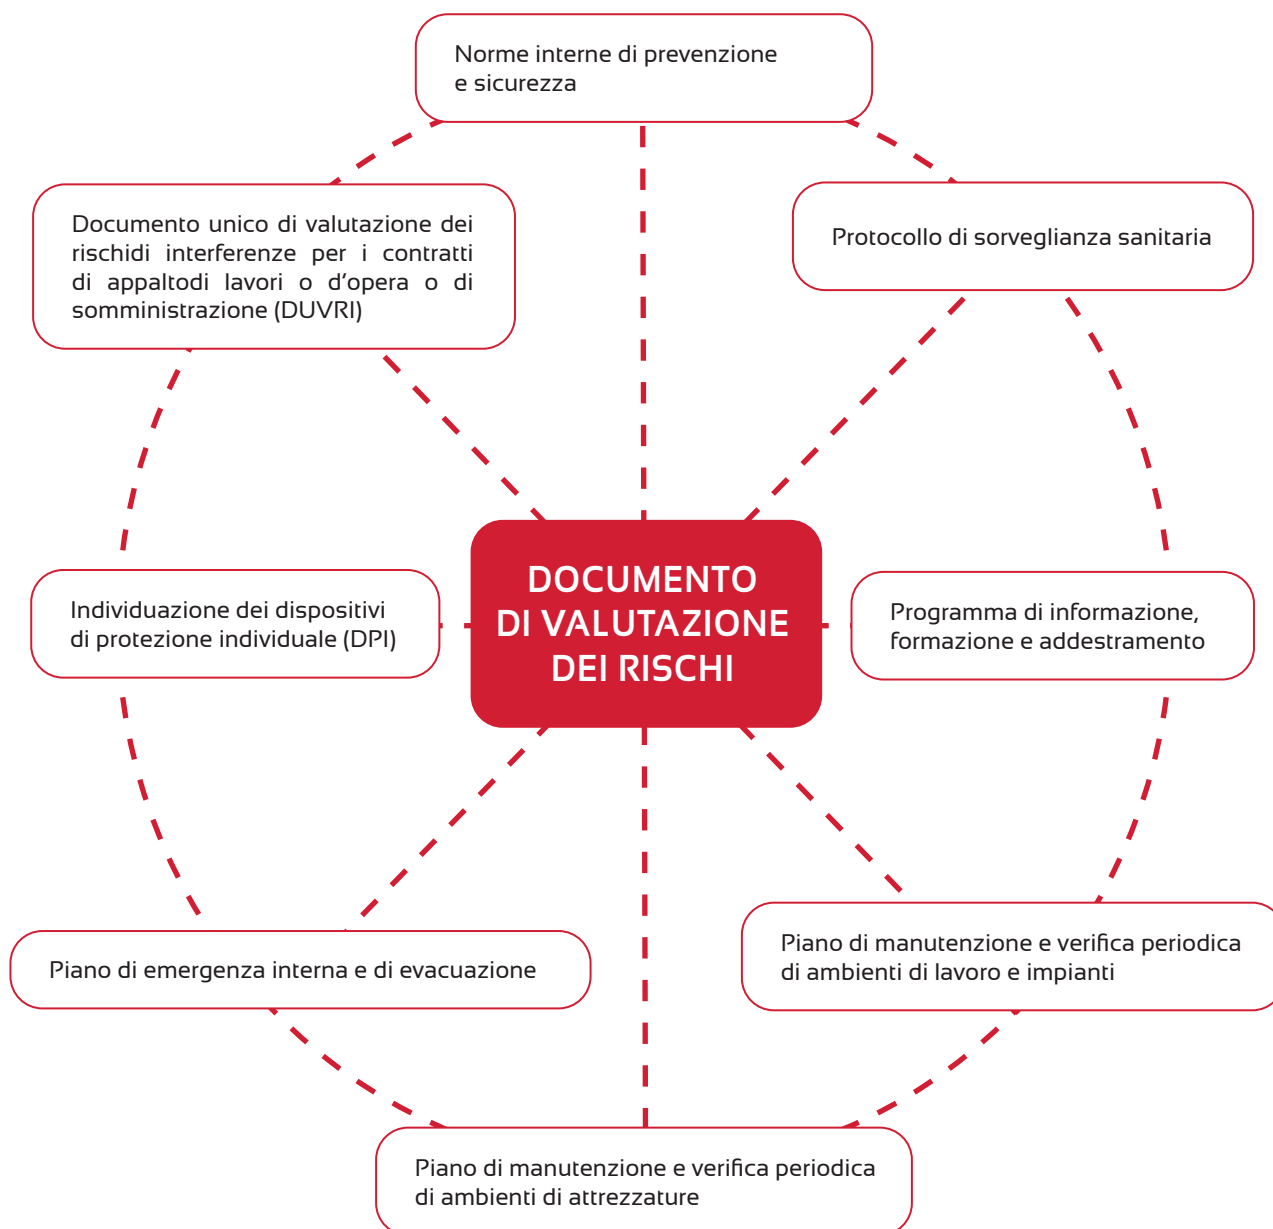 Norme interne di prevenzione
e sicurezza
Documento unico di valutazione dei
rischidi interferenze per i contratti
di appaltodi lavori o d'opera o di
somministrazione (DUVRI)
Protocollo di sorveglianza sanitaria
DOCUMENTO
DI VALUTAZIONE
DEI RISCHI
Individuazione dei dispositivi
di protezione individuale (DPI)
Programma di informazione,
formazione e addestramento
Piano di emergenza interna e di evacuazione
Piano di manutenzione e verifica periodica
di ambienti di lavoro e impianti
Piano di manutenzione e verifica periodica
di ambienti di attrezzature